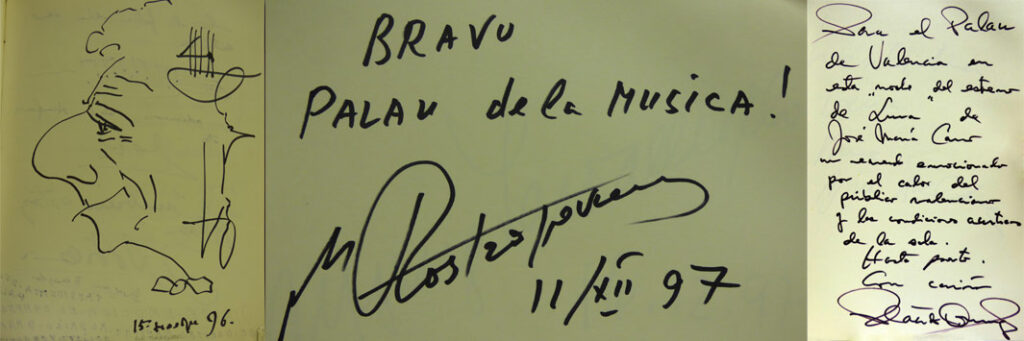 96.
BRAVO
PALAU de la MUSICA!
M Rostropovich
11/XII 97
Para el Palau
de Valencia en
esta "noche" del estreno
de "Luna" de
José María Cano
un recuerdo emocionado
por el calor del
público valenciano
y las condiciones acústicas
de la sala.
Hasta pronto.
Con cariño